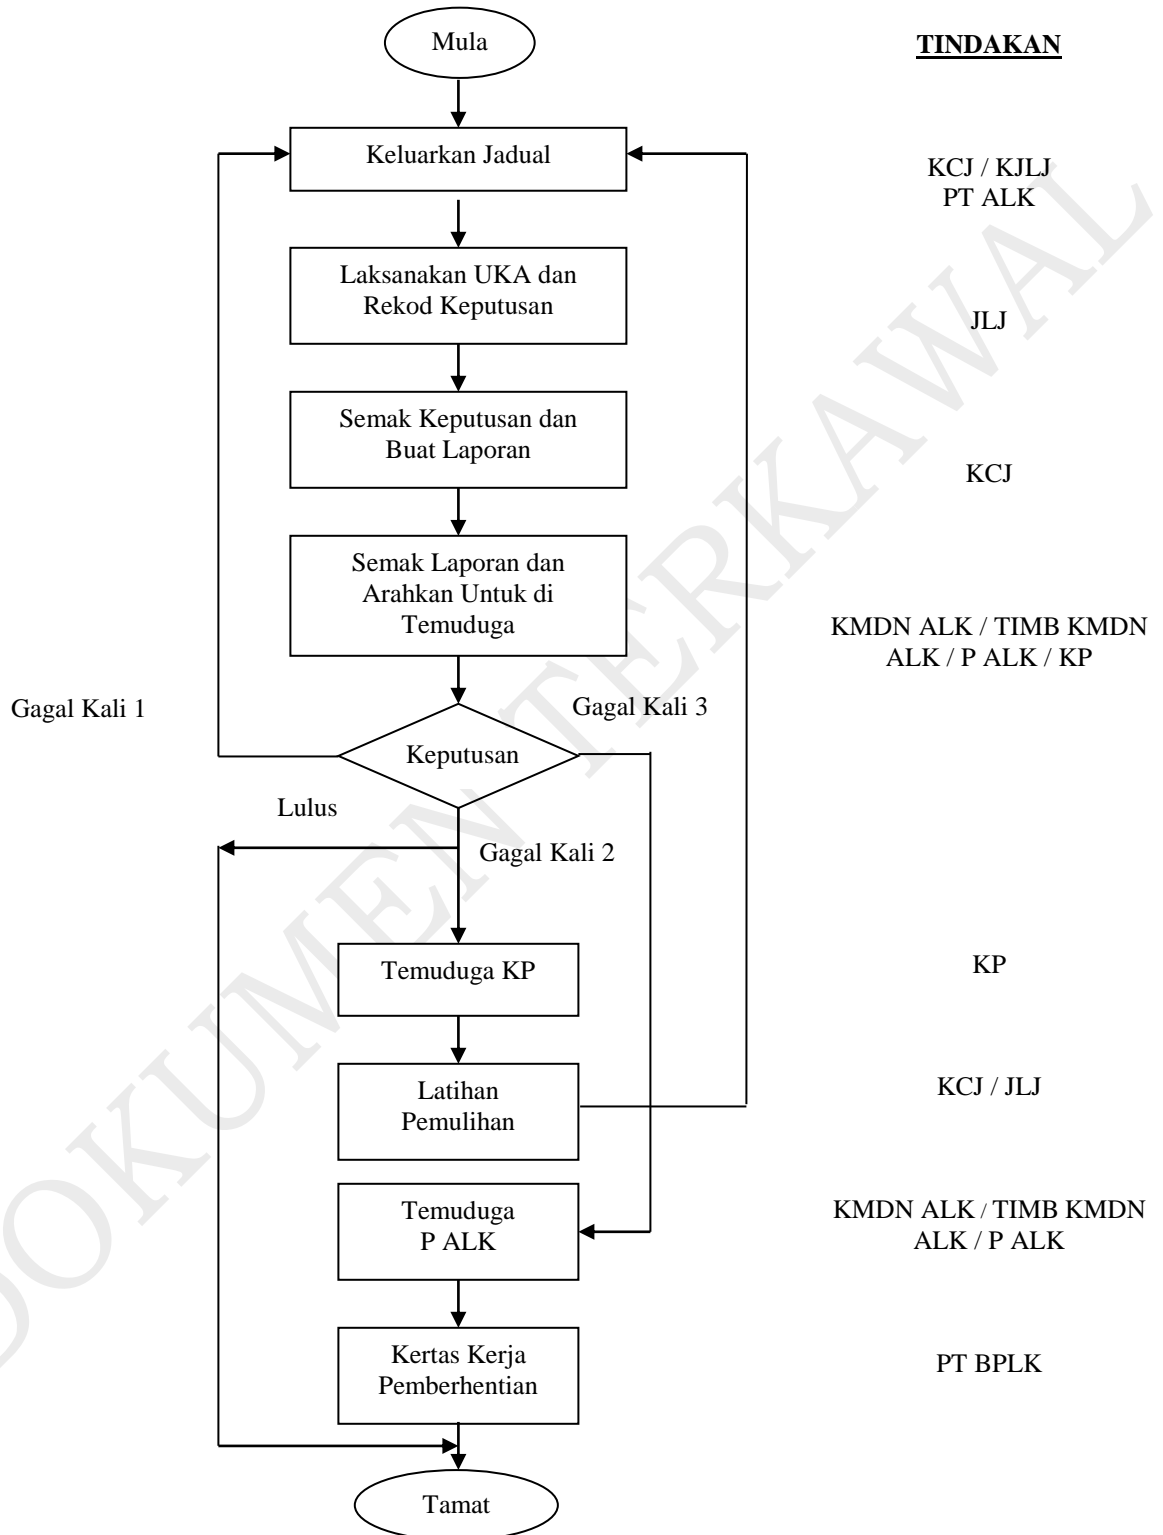 Mula
TINDAKAN
Keluarkan Jadual
KCJ / KJLJ
PT ALK
Laksanakan UKA dan
Rekod Keputusan
JLJ
Semak Keputusan dan
Buat Laporan
KCJ
Semak Laporan dan
Arahkan Untuk di
Temuduga
KMDN ALK / TIMB KMDN
ALK / P ALK / KP
Gagal Kali 1
Gagal Kali 3
Keputusan
Lulus
Gagal Kali 2
Temuduga KP
KP
Latihan
Pemulihan
KCJ / JLJ
Temuduga
P ALK
KMDN ALK / TIMB KMDN
ALK / P ALK
Kertas Kerja
Pemberhentian
PT BPLK
Tamat
DOKUMEN TERKAWAL